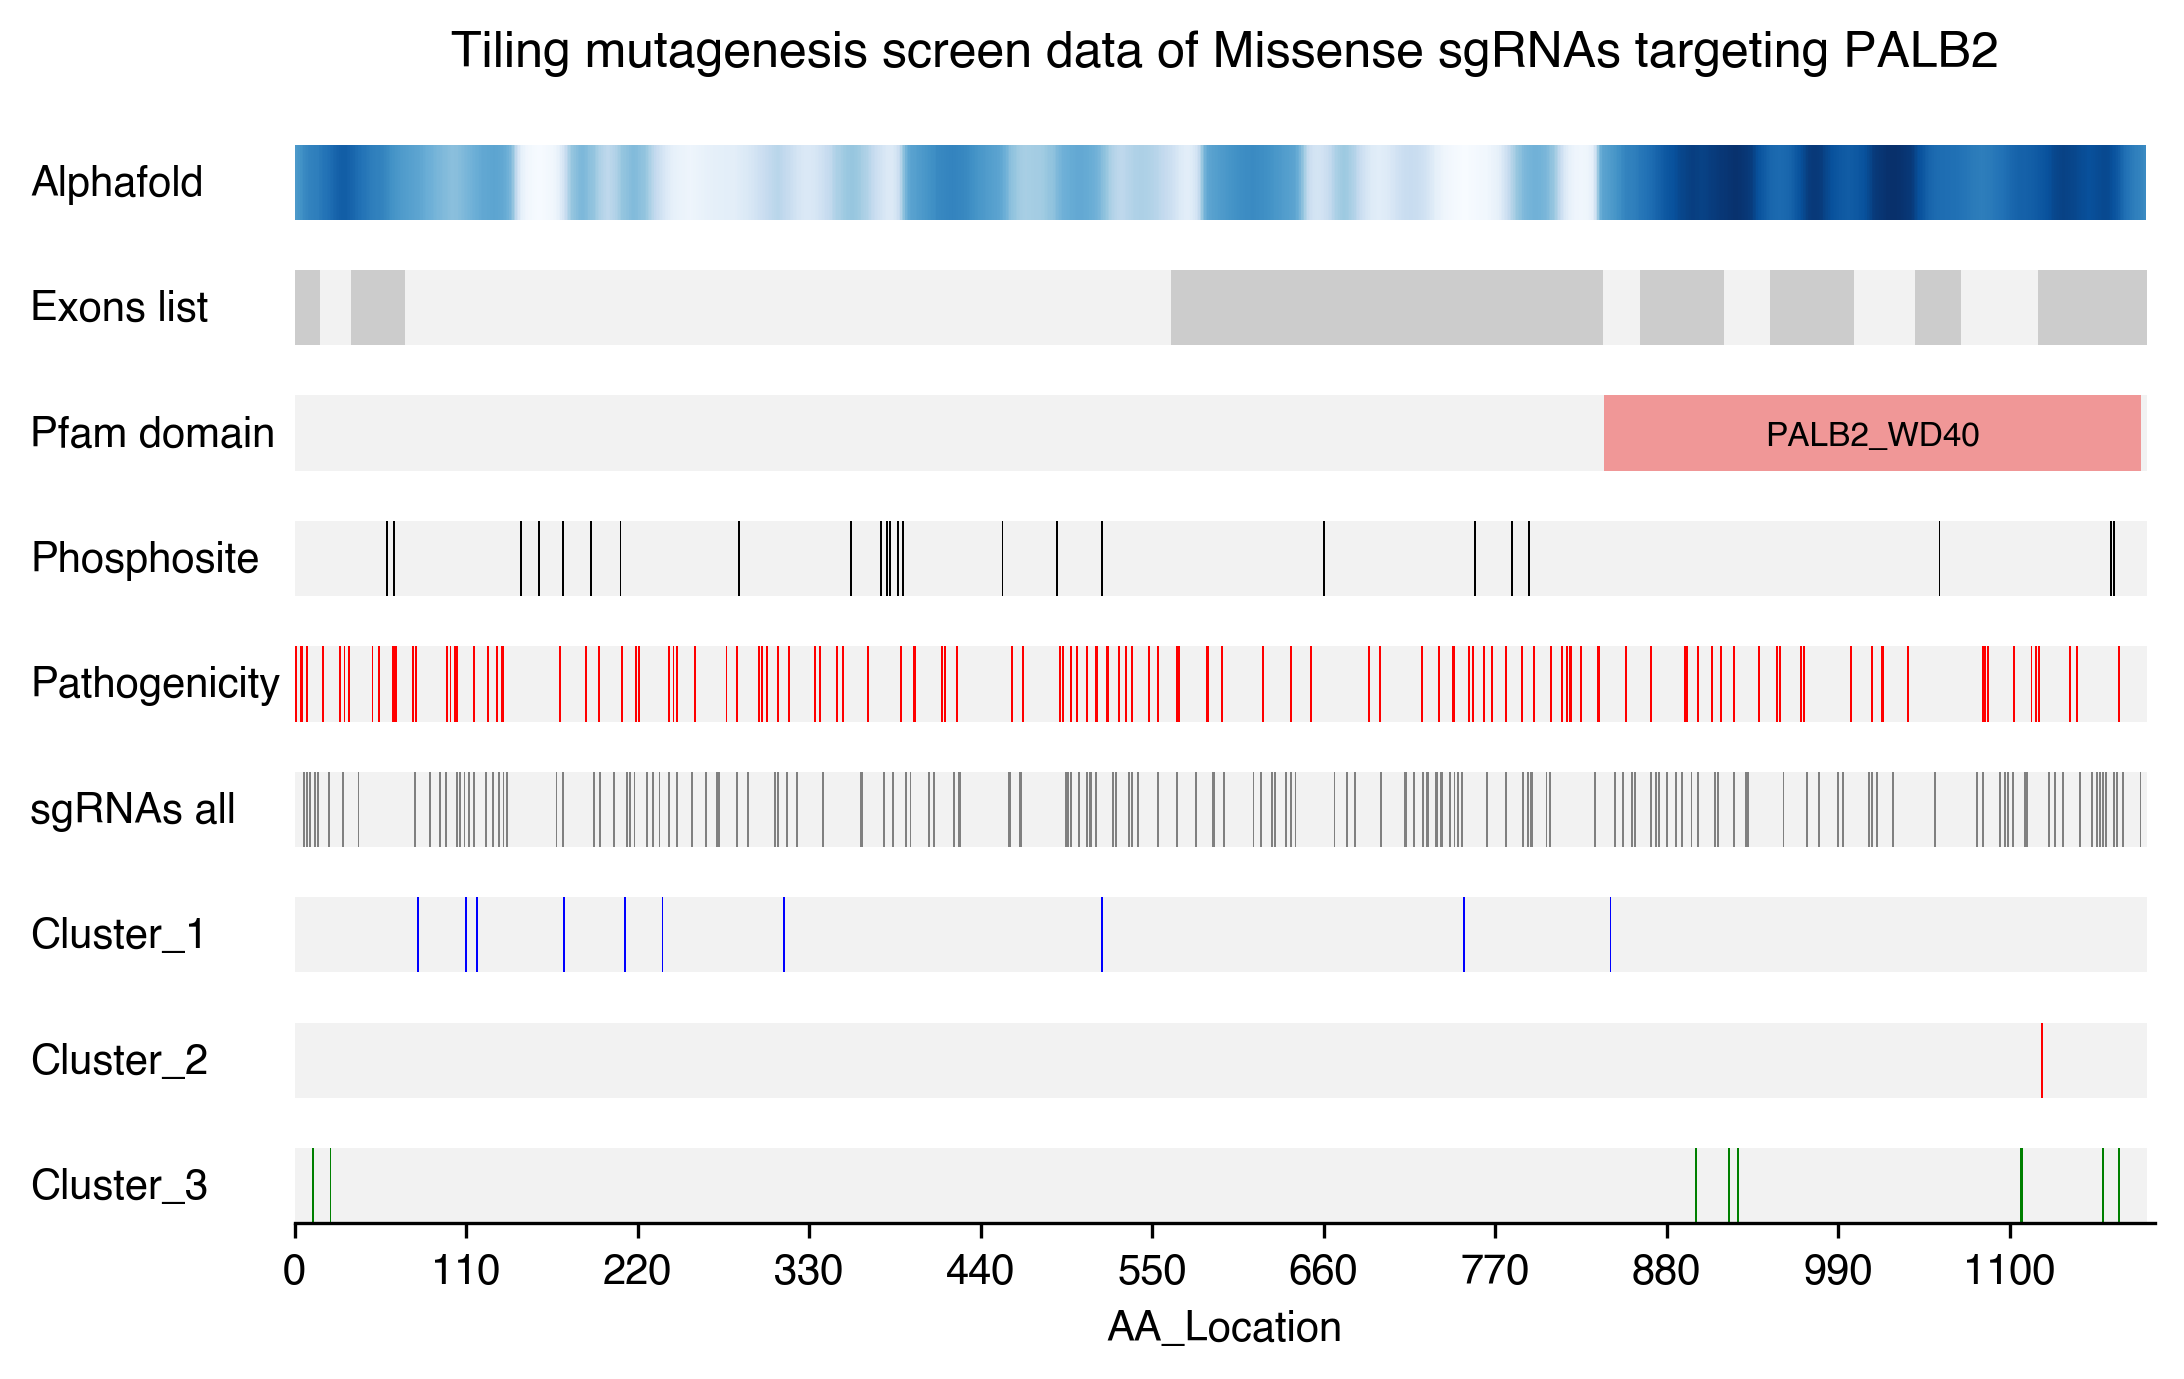 Tiling mutagenesis screen data of Missense sgRNAs targeting PALB2
Alphafold
Exons list
Pfam domain
PALB2_WD40
Phosphosite
Pathogenicity
sgRNAs all
Cluster_1
Cluster_2
Cluster_3
0 110 220 330 440 550 660 770 880 990 1100
AA_Location